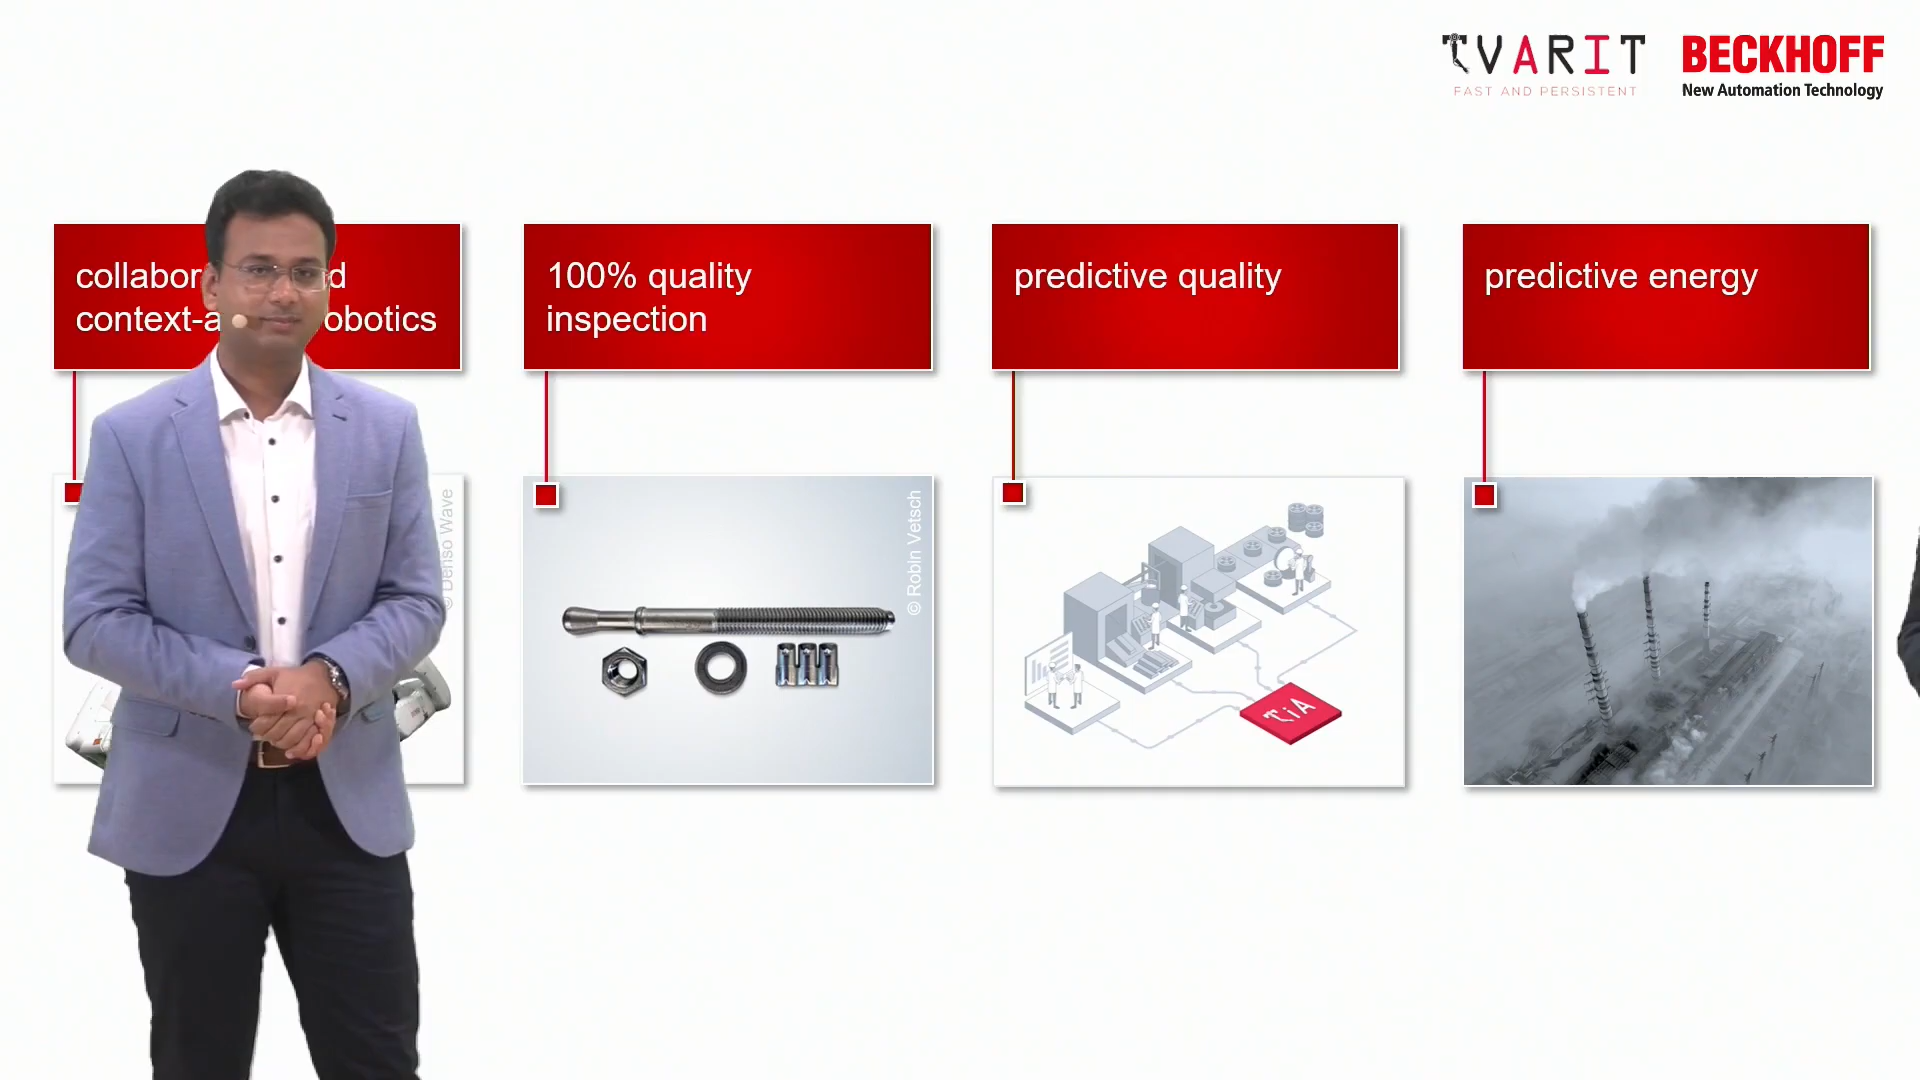 TVARIT
FAST AND PERSISTENT
BECKHOFF
New Automation Technology
collabor d
context-a obotics
100% quality
inspection
predictive quality
predictive energy
© Denso Wave
© Robin Vetsch
TiA